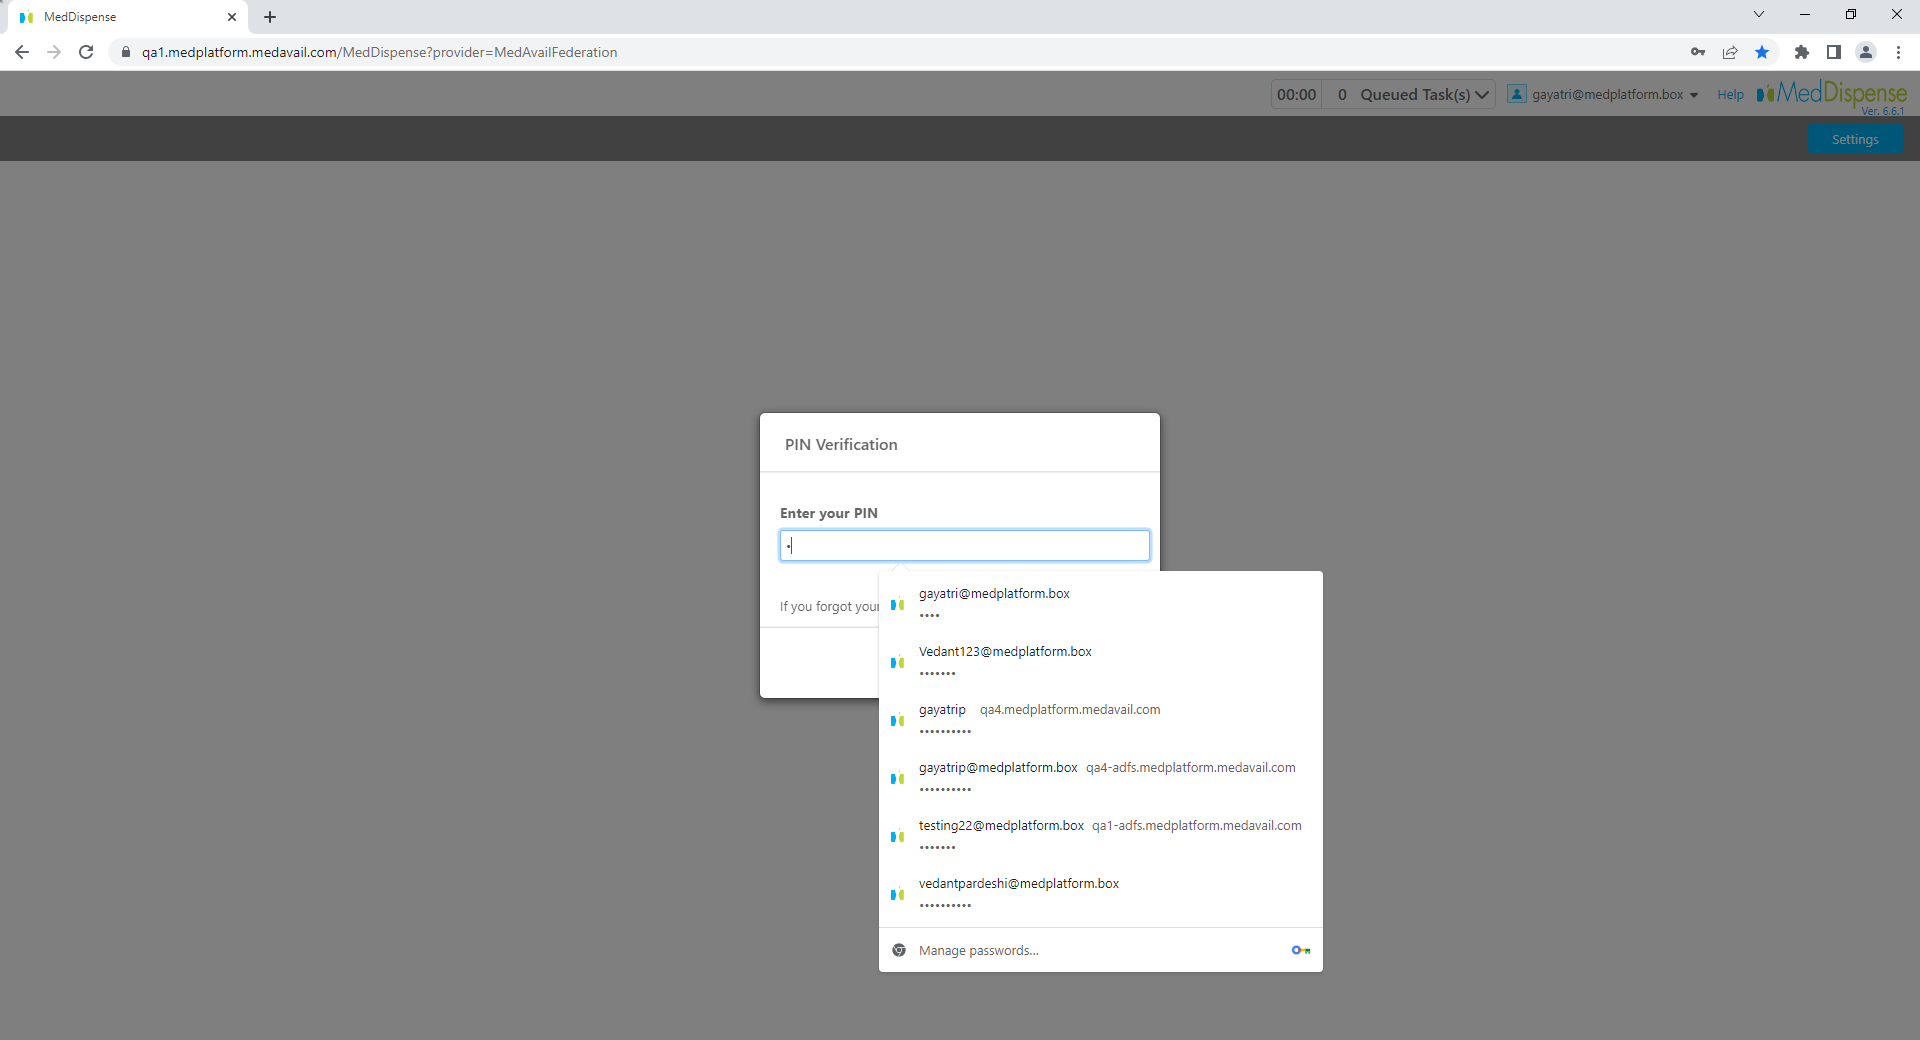 MedDispense
qa1.medplatform.medavail.com/MedDispense?provider=MedAvailFederation
00:00 0 Queued Task(s) gayatri@medplatform.box Help MedDispense
Ver. 6.6.1
Settings
PIN Verification
Enter your PIN
•
If you forgot your
gayatri@medplatform.box
••••
Vedant123@medplatform.box
•••••••
gayatrip qa4.medplatform.medavail.com
••••••••••
gayatrip@medplatform.box qa4-adfs.medplatform.medavail.com
••••••••••
testing22@medplatform.box qa1-adfs.medplatform.medavail.com
•••••••
vedantpardeshi@medplatform.box
••••••••••
Manage passwords...